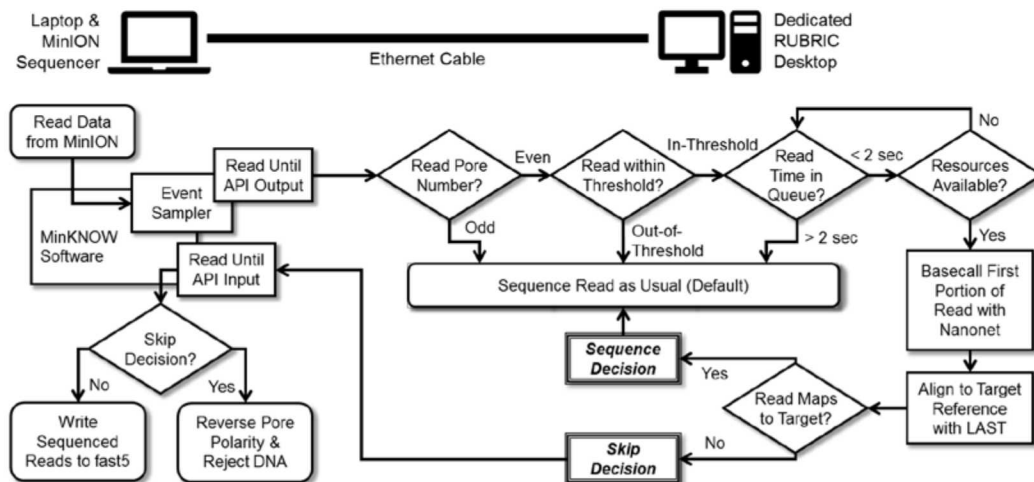 Laptop &
MinION
Sequencer
Ethernet Cable
Dedicated
RUBRIC
Desktop
Read Data
from MinION
Read Until
API Output
Event
Sampler
MinKNOW
Software
Read Until
API Input
Read Pore
Number?
Even
Odd
Read within
Threshold?
In-Threshold
Out-of-
Threshold
Read
Time in
Queue?
< 2 sec
> 2 sec
No
Resources
Available?
Yes
Sequence Read as Usual (Default)
Basecall First
Portion of
Read with
Nanonet
Align to Target
Reference
with LAST
Read Maps
to Target?
Yes
Sequence
Decision
No
Skip
Decision
Skip
Decision?
No
Yes
Write
Sequenced
Reads to fast5
Reverse Pore
Polarity &
Reject DNA